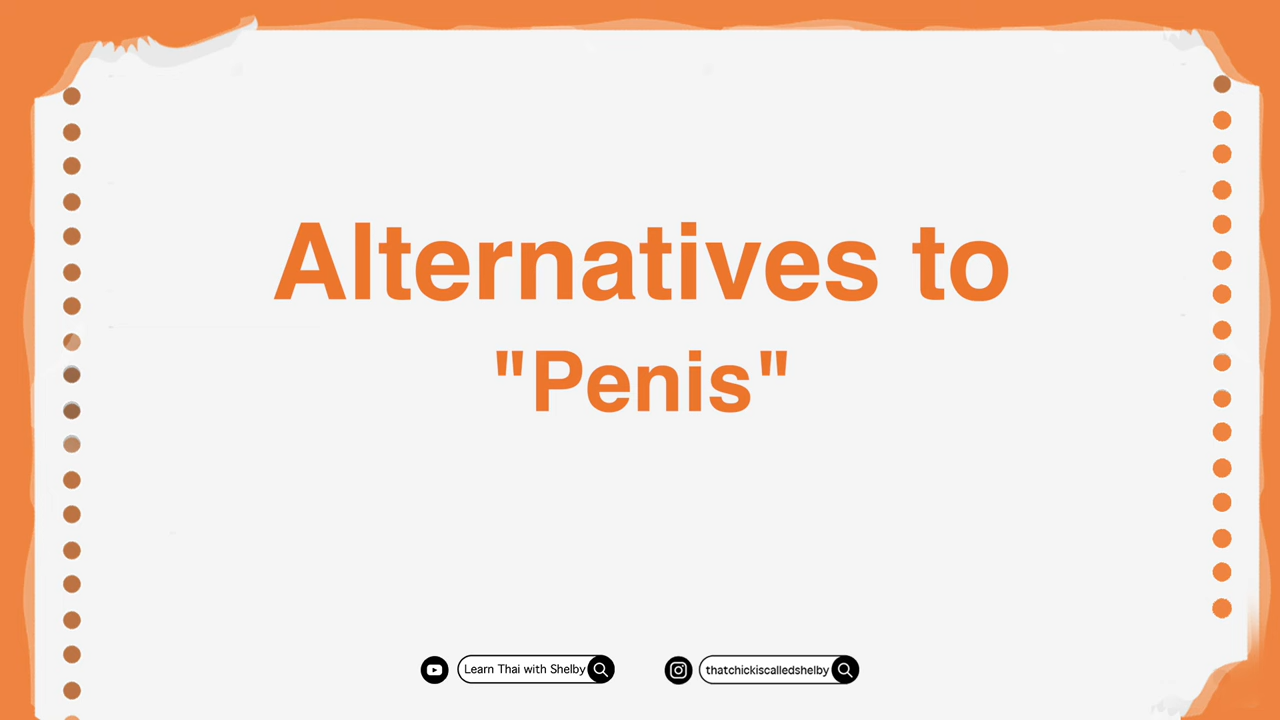 Alternatives to
"Penis"
Learn Thai with Shelby
thatchickiscalledshelby